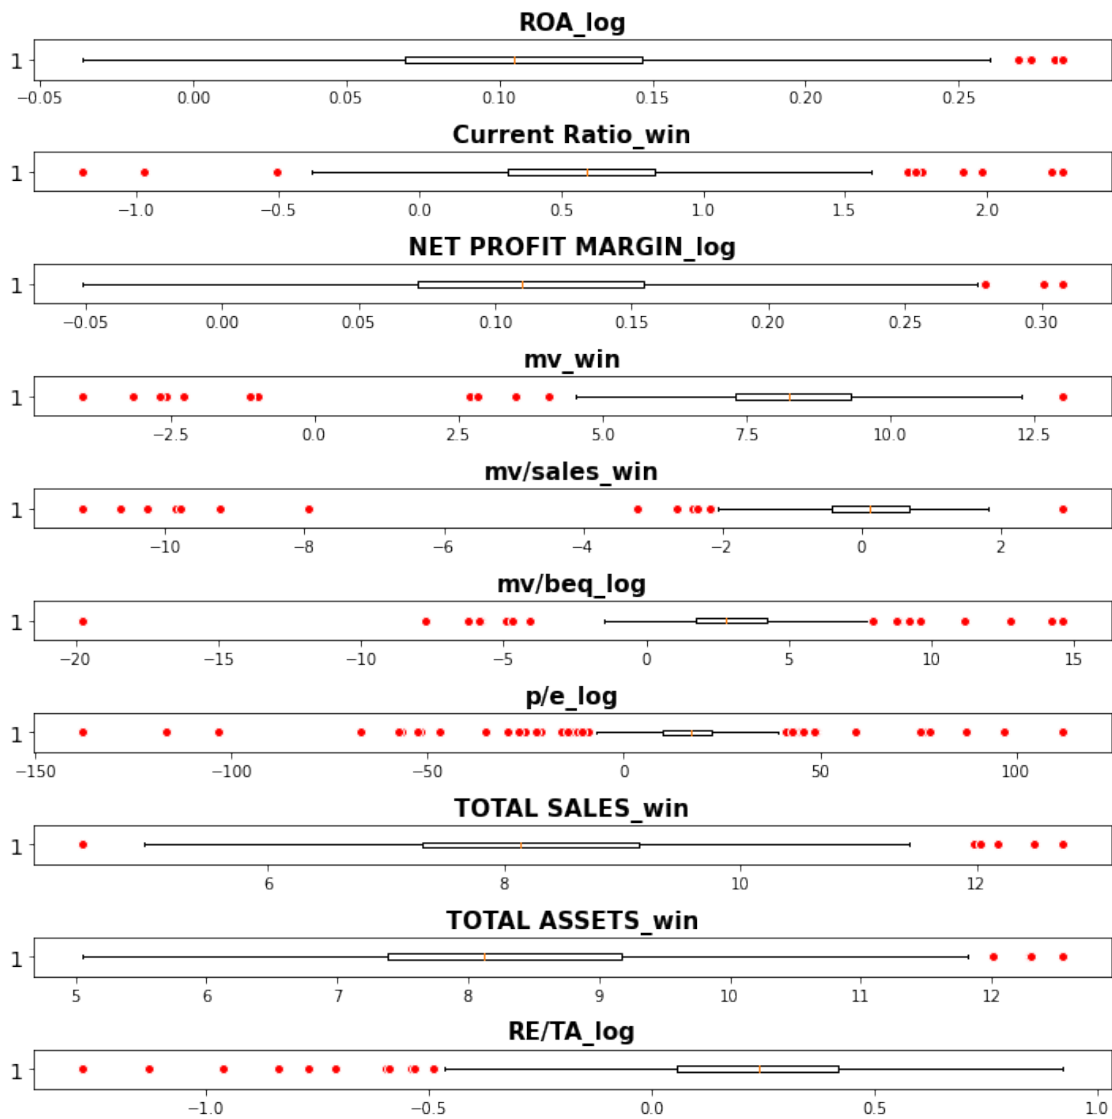 ROA_log
1
−0.05 0.00 0.05 0.10 0.15 0.20 0.25
Current Ratio_win
1
−1.0 −0.5 0.0 0.5 1.0 1.5 2.0
NET PROFIT MARGIN_log
1
−0.05 0.00 0.05 0.10 0.15 0.20 0.25 0.30
mv_win
1
−2.5 0.0 2.5 5.0 7.5 10.0 12.5
mv/sales_win
1
−10 −8 −6 −4 −2 0 2
mv/beq_log
1
−20 −15 −10 −5 0 5 10 15
p/e_log
1
−150 −100 −50 0 50 100
TOTAL SALES_win
1
6 8 10 12
TOTAL ASSETS_win
1
5 6 7 8 9 10 11 12
RE/TA_log
1
−1.0 −0.5 0.0 0.5 1.0